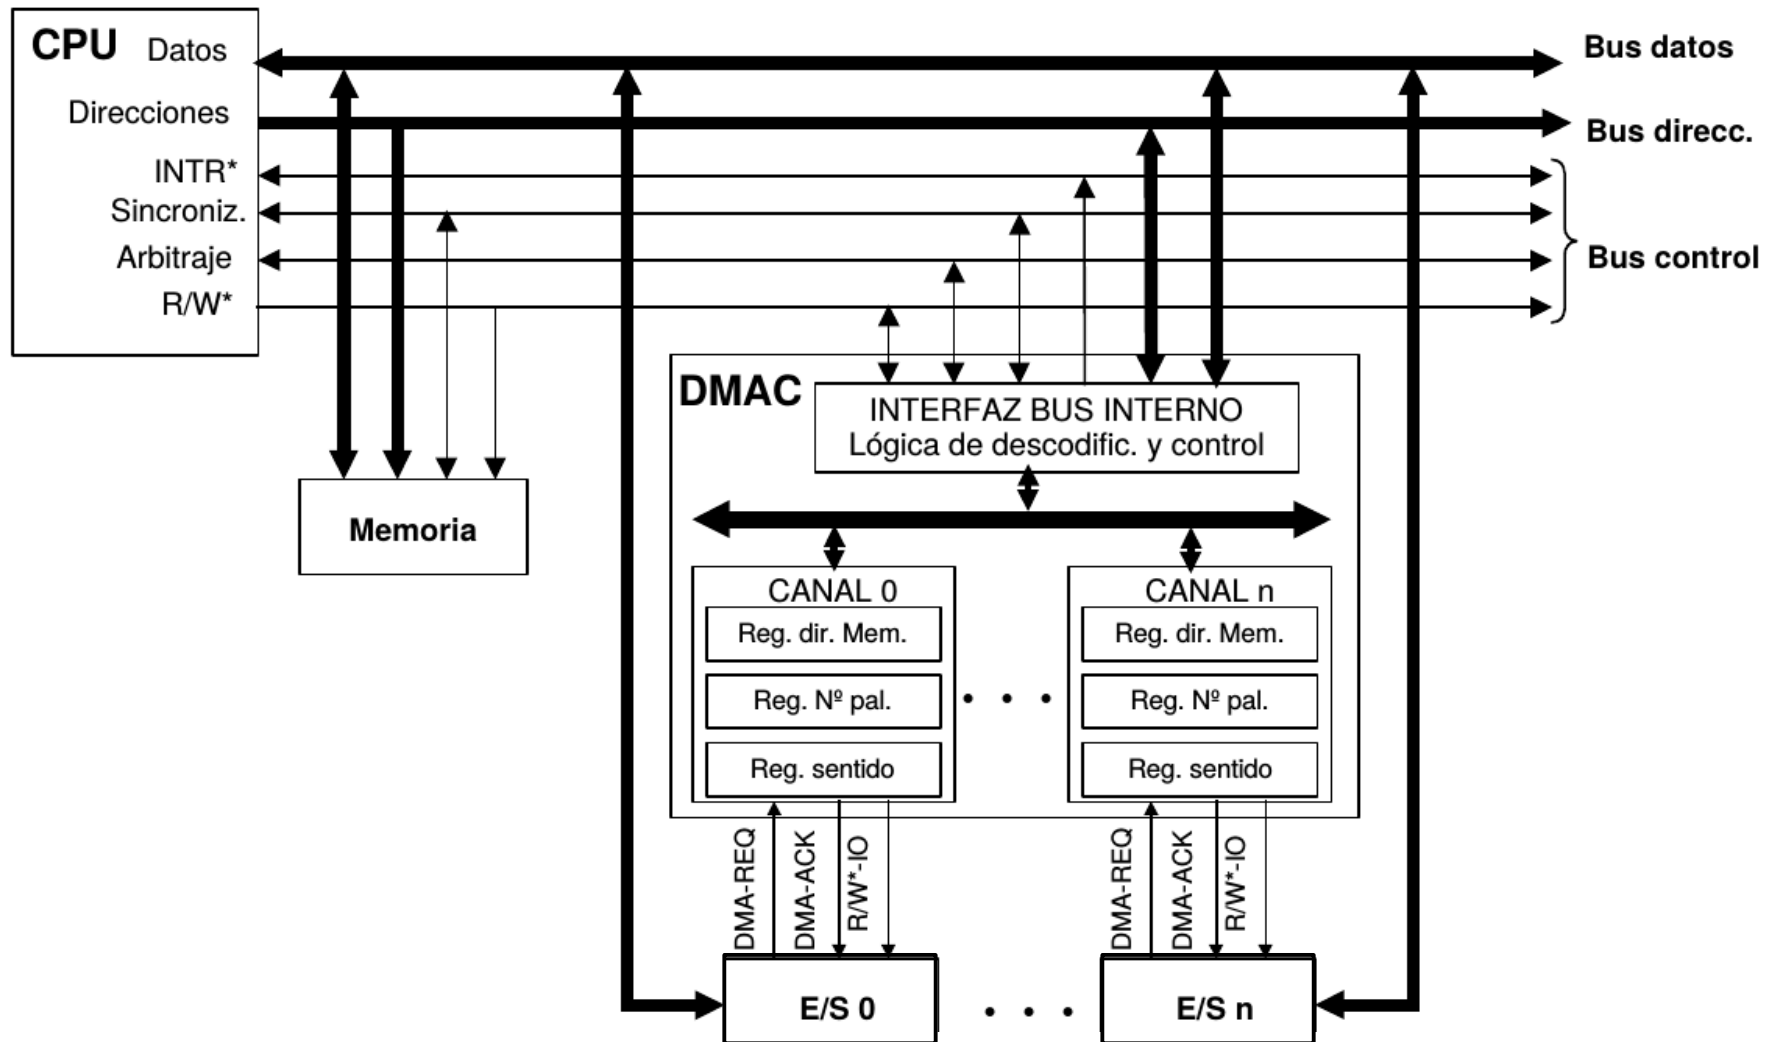 CPU
Datos
Direcciones
INTR*
Sincroniz.
Arbitraje
R/W*
Bus datos
Bus direcc.
Bus control
Memoria
DMAC
INTERFAZ BUS INTERNO
Lógica de descodific. y control
CANAL 0
Reg. dir. Mem.
Reg. Nº pal.
Reg. sentido
CANAL n
Reg. dir. Mem.
Reg. Nº pal.
Reg. sentido
DMA-REQ
DMA-ACK
R/W*-IO
DMA-REQ
DMA-ACK
R/W*-IO
E/S 0
E/S n